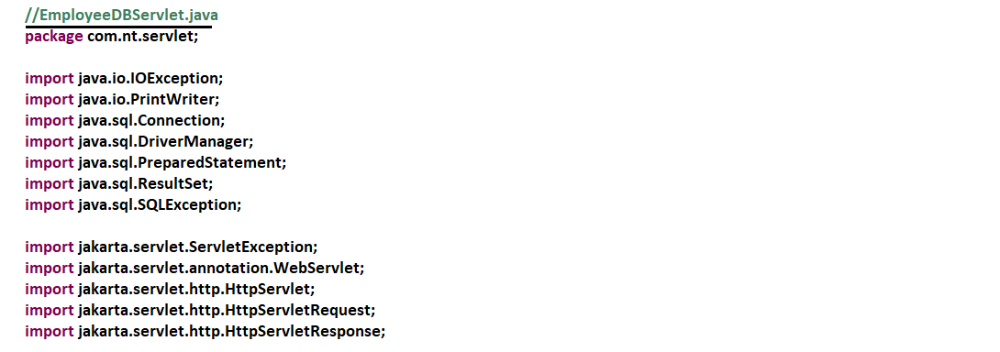 //EmployeeDBServlet.java
package com.nt.servlet;
import java.io.IOException;
import java.io.PrintWriter;
import java.sql.Connection;
import java.sql.DriverManager;
import java.sql.PreparedStatement;
import java.sql.ResultSet;
import java.sql.SQLException;
import jakarta.servlet.ServletException;
import jakarta.servlet.annotation.WebServlet;
import jakarta.servlet.http.HttpServlet;
import jakarta.servlet.http.HttpServletRequest;
import jakarta.servlet.http.HttpServletResponse;